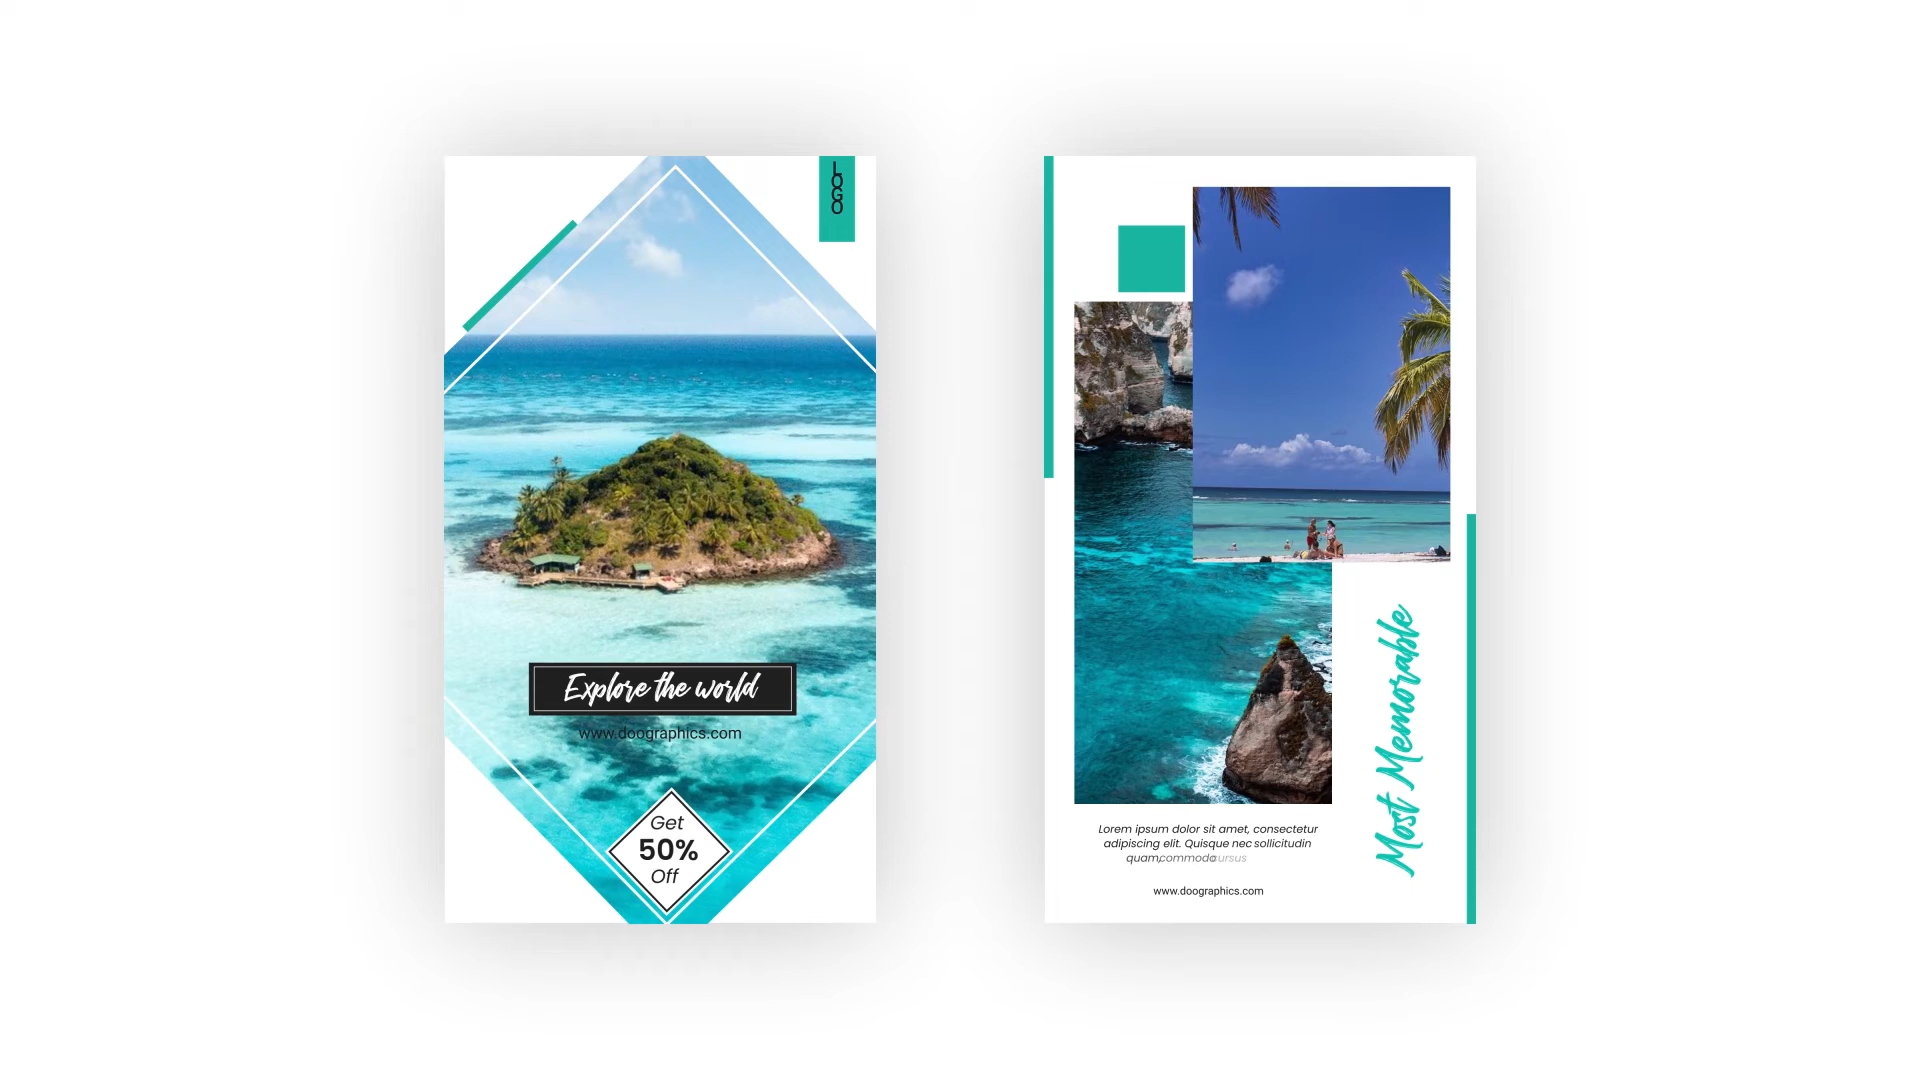 LOGO
Explore the world
www.doographics.com
Get
50%
Off
Most Memorable
Lorem ipsum dolor sit amet, consectetur
adipiscing elit. Quisque nec sollicitudin
quam, commodo cursus
www.doographics.com